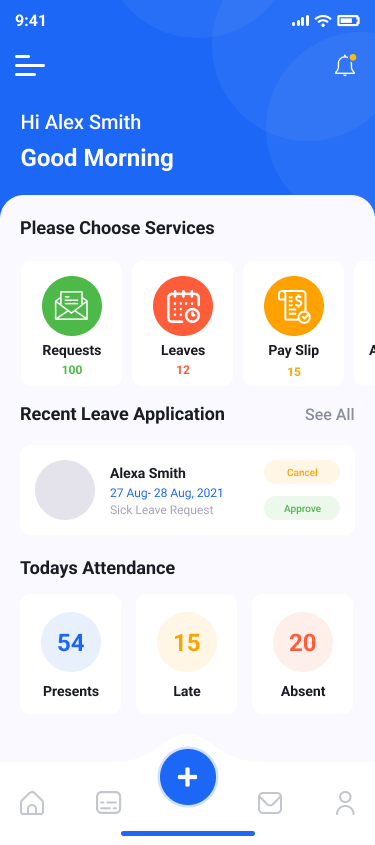 9:41
Hi Alex Smith
Good Morning
Please Choose Services
Requests
100
Leaves
12
Pay Slip
15
A
Recent Leave Application
See All
Alexa Smith
27 Aug- 28 Aug, 2021
Sick Leave Request
Cancel
Approve
Todays Attendance
54
Presents
15
Late
20
Absent